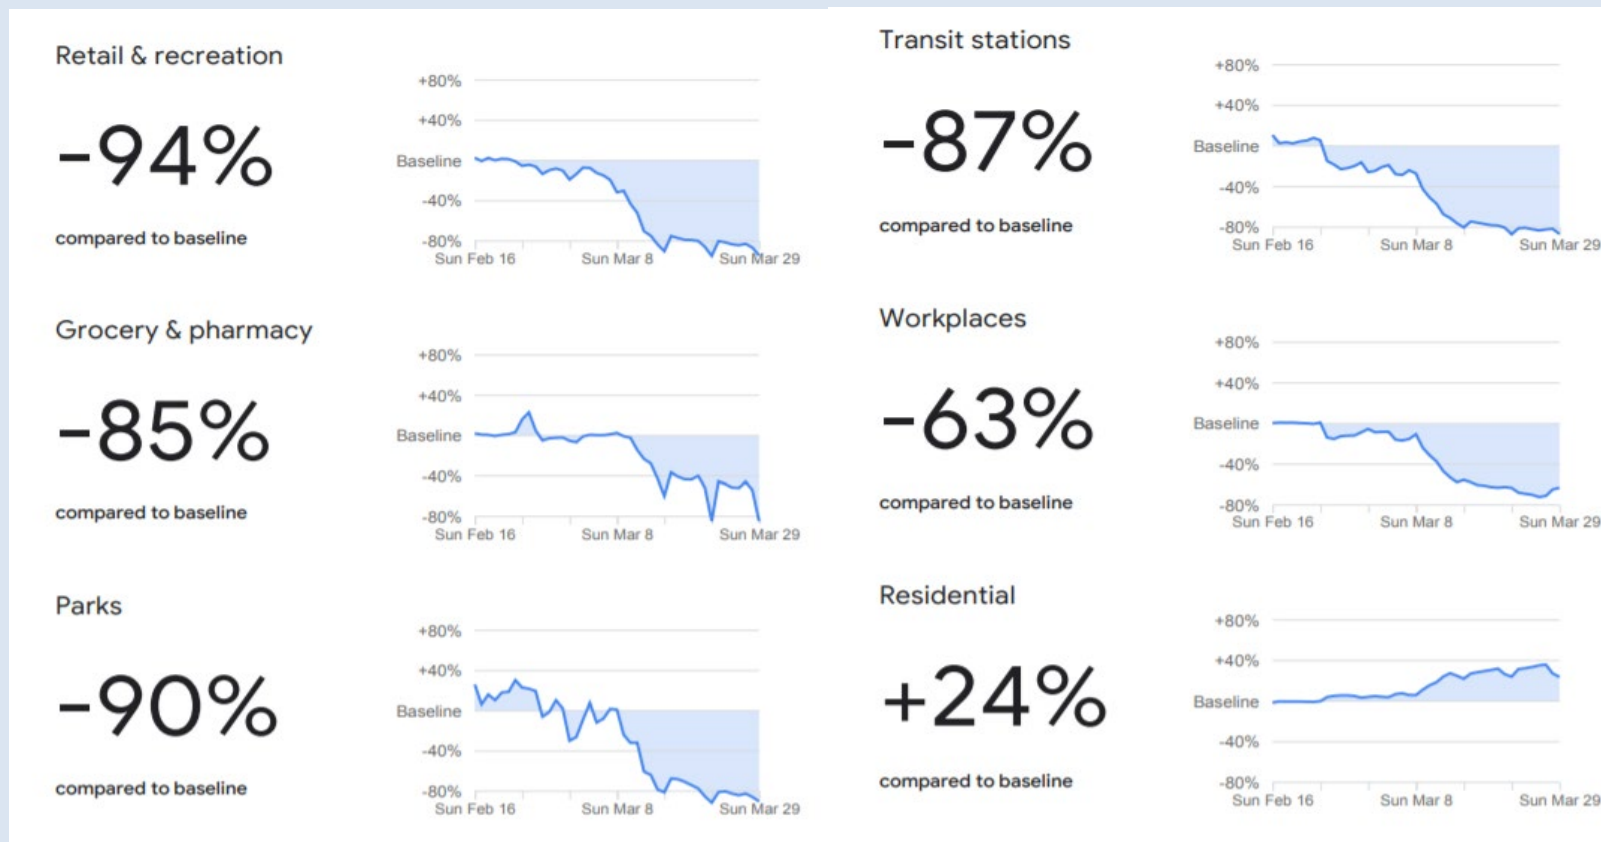 Retail & recreation
-94%
compared to baseline
+80%
+40%
Baseline
-40%
-80%
Sun Feb 16 Sun Mar 8 Sun Mar 29
Grocery & pharmacy
-85%
compared to baseline
+80%
+40%
Baseline
-40%
-80%
Sun Feb 16 Sun Mar 8 Sun Mar 29
Parks
-90%
compared to baseline
+80%
+40%
Baseline
-40%
-80%
Sun Feb 16 Sun Mar 8 Sun Mar 29
Transit stations
-87%
compared to baseline
+80%
+40%
Baseline
-40%
-80%
Sun Feb 16 Sun Mar 8 Sun Mar 29
Workplaces
-63%
compared to baseline
+80%
+40%
Baseline
-40%
-80%
Sun Feb 16 Sun Mar 8 Sun Mar 29
Residential
+24%
compared to baseline
+80%
+40%
Baseline
-40%
-80%
Sun Feb 16 Sun Mar 8 Sun Mar 29